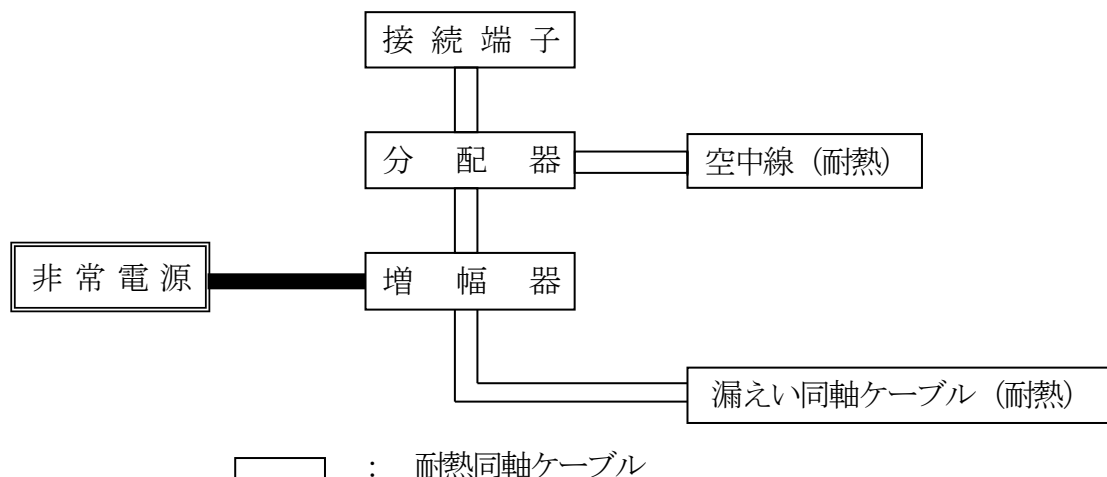 接続端子
分配器
空中線（耐熱）
非常電源
増幅器
漏えい同軸ケーブル（耐熱）
： 耐熱同軸ケーブル